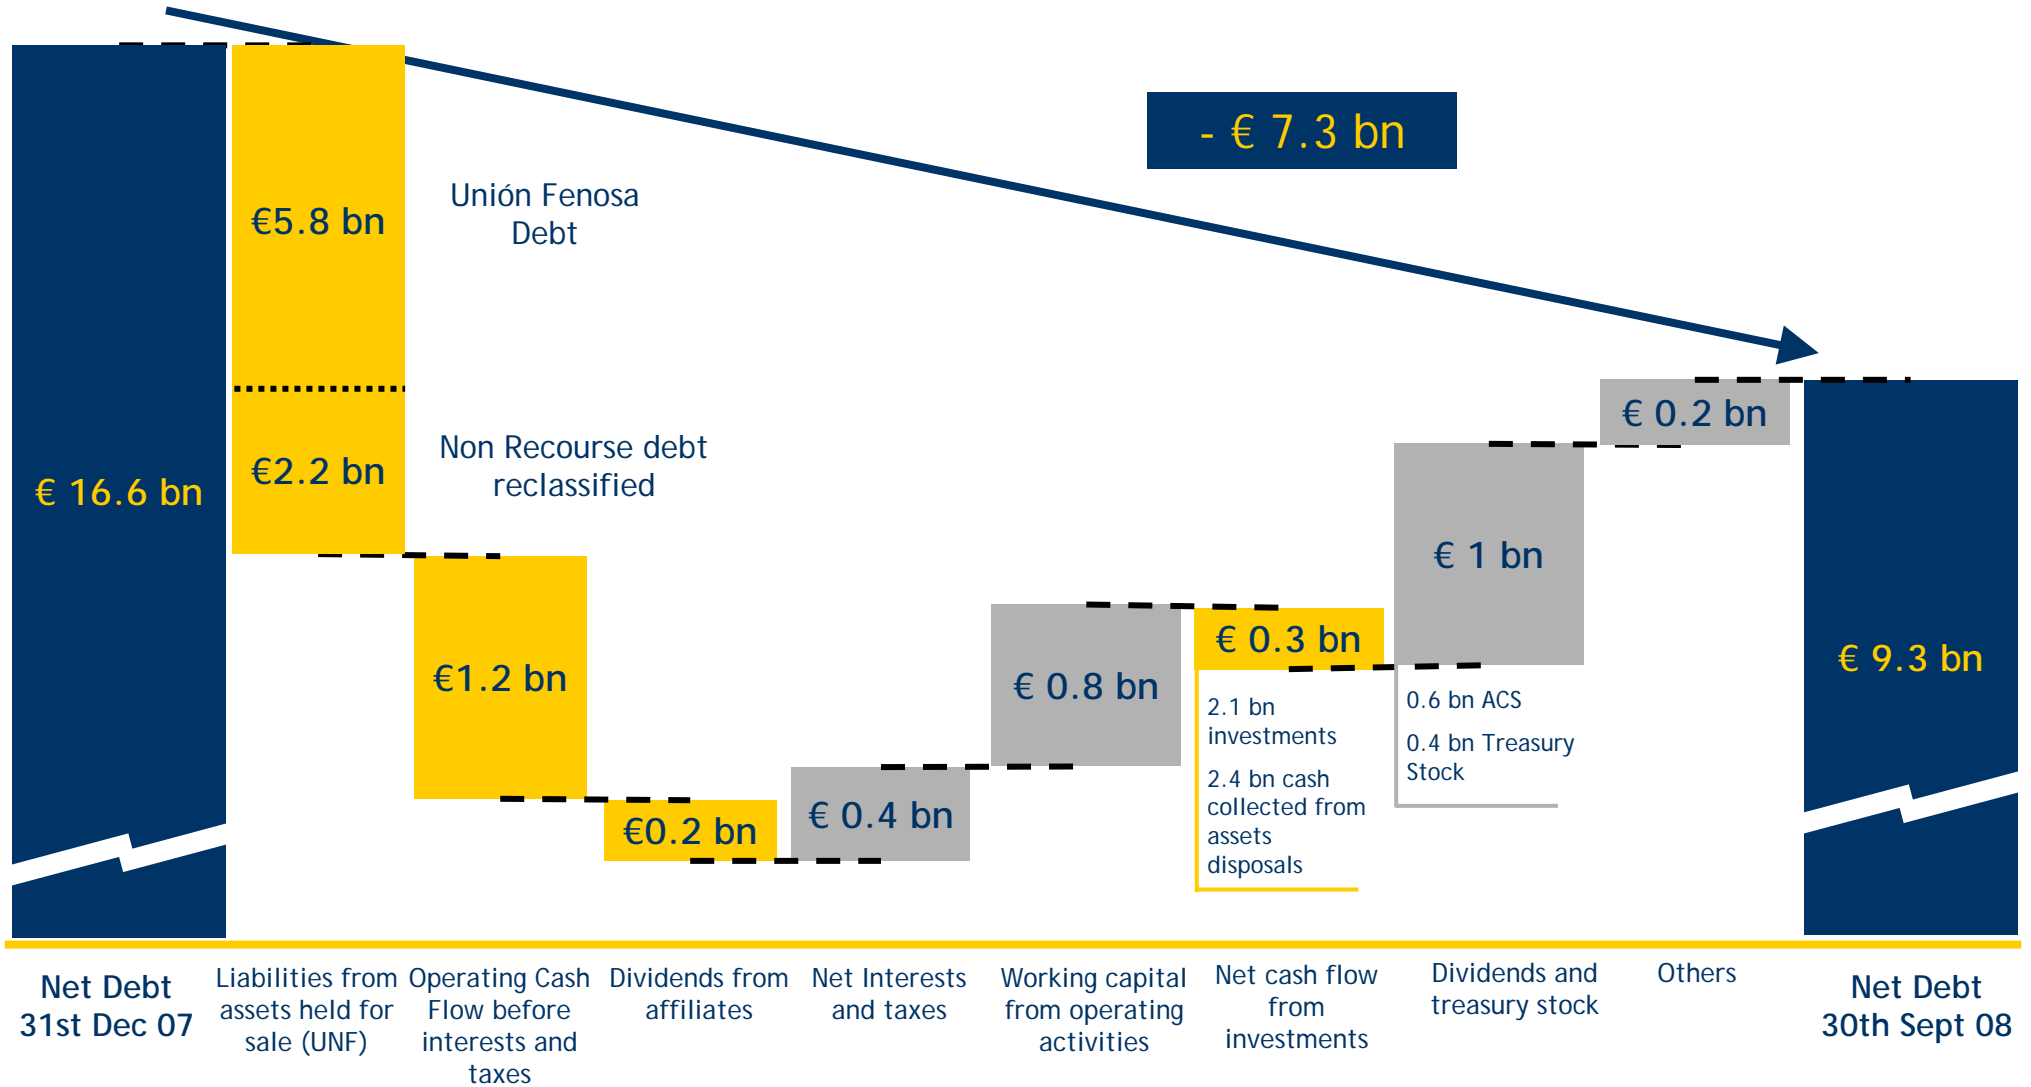 - € 7.3 bn
Unión Fenosa
Debt
€5.8 bn
Non Recourse debt
reclassified
€2.2 bn
€ 16.6 bn
€1.2 bn
€0.2 bn
€ 0.4 bn
€ 0.8 bn
€ 0.3 bn
2.1 bn
investments
2.4 bn cash
collected from
assets
disposals
€ 1 bn
0.6 bn ACS
0.4 bn Treasury
Stock
€ 0.2 bn
€ 9.3 bn
Net Debt
31st Dec 07
Liabilities from
assets held for
sale (UNF)
Operating Cash
Flow before
interests and
taxes
Dividends from
affiliates
Net Interests
and taxes
Working capital
from operating
activities
Net cash flow
from
investments
Dividends and
treasury stock
Others
Net Debt
30th Sept 08